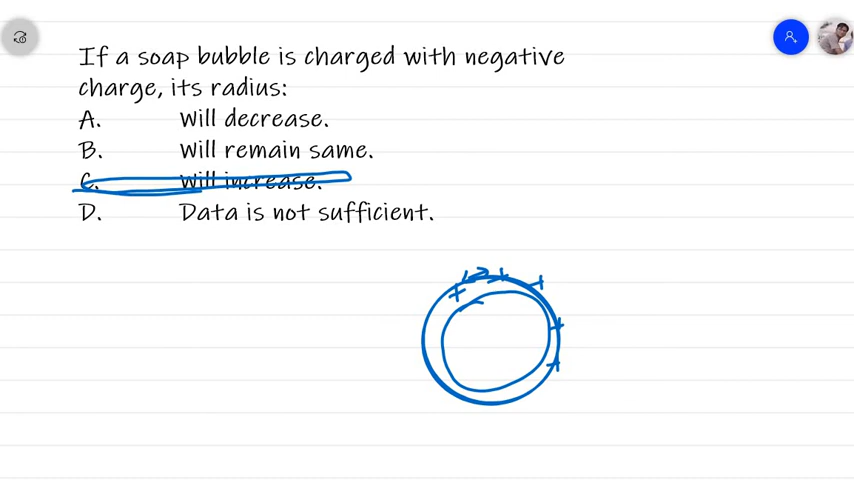 If a soap bubble is charged with negative
charge, its radius:
A. Will decrease.
B. Will remain same.
C. Will increase.
D. Data is not sufficient.
+ + + + +